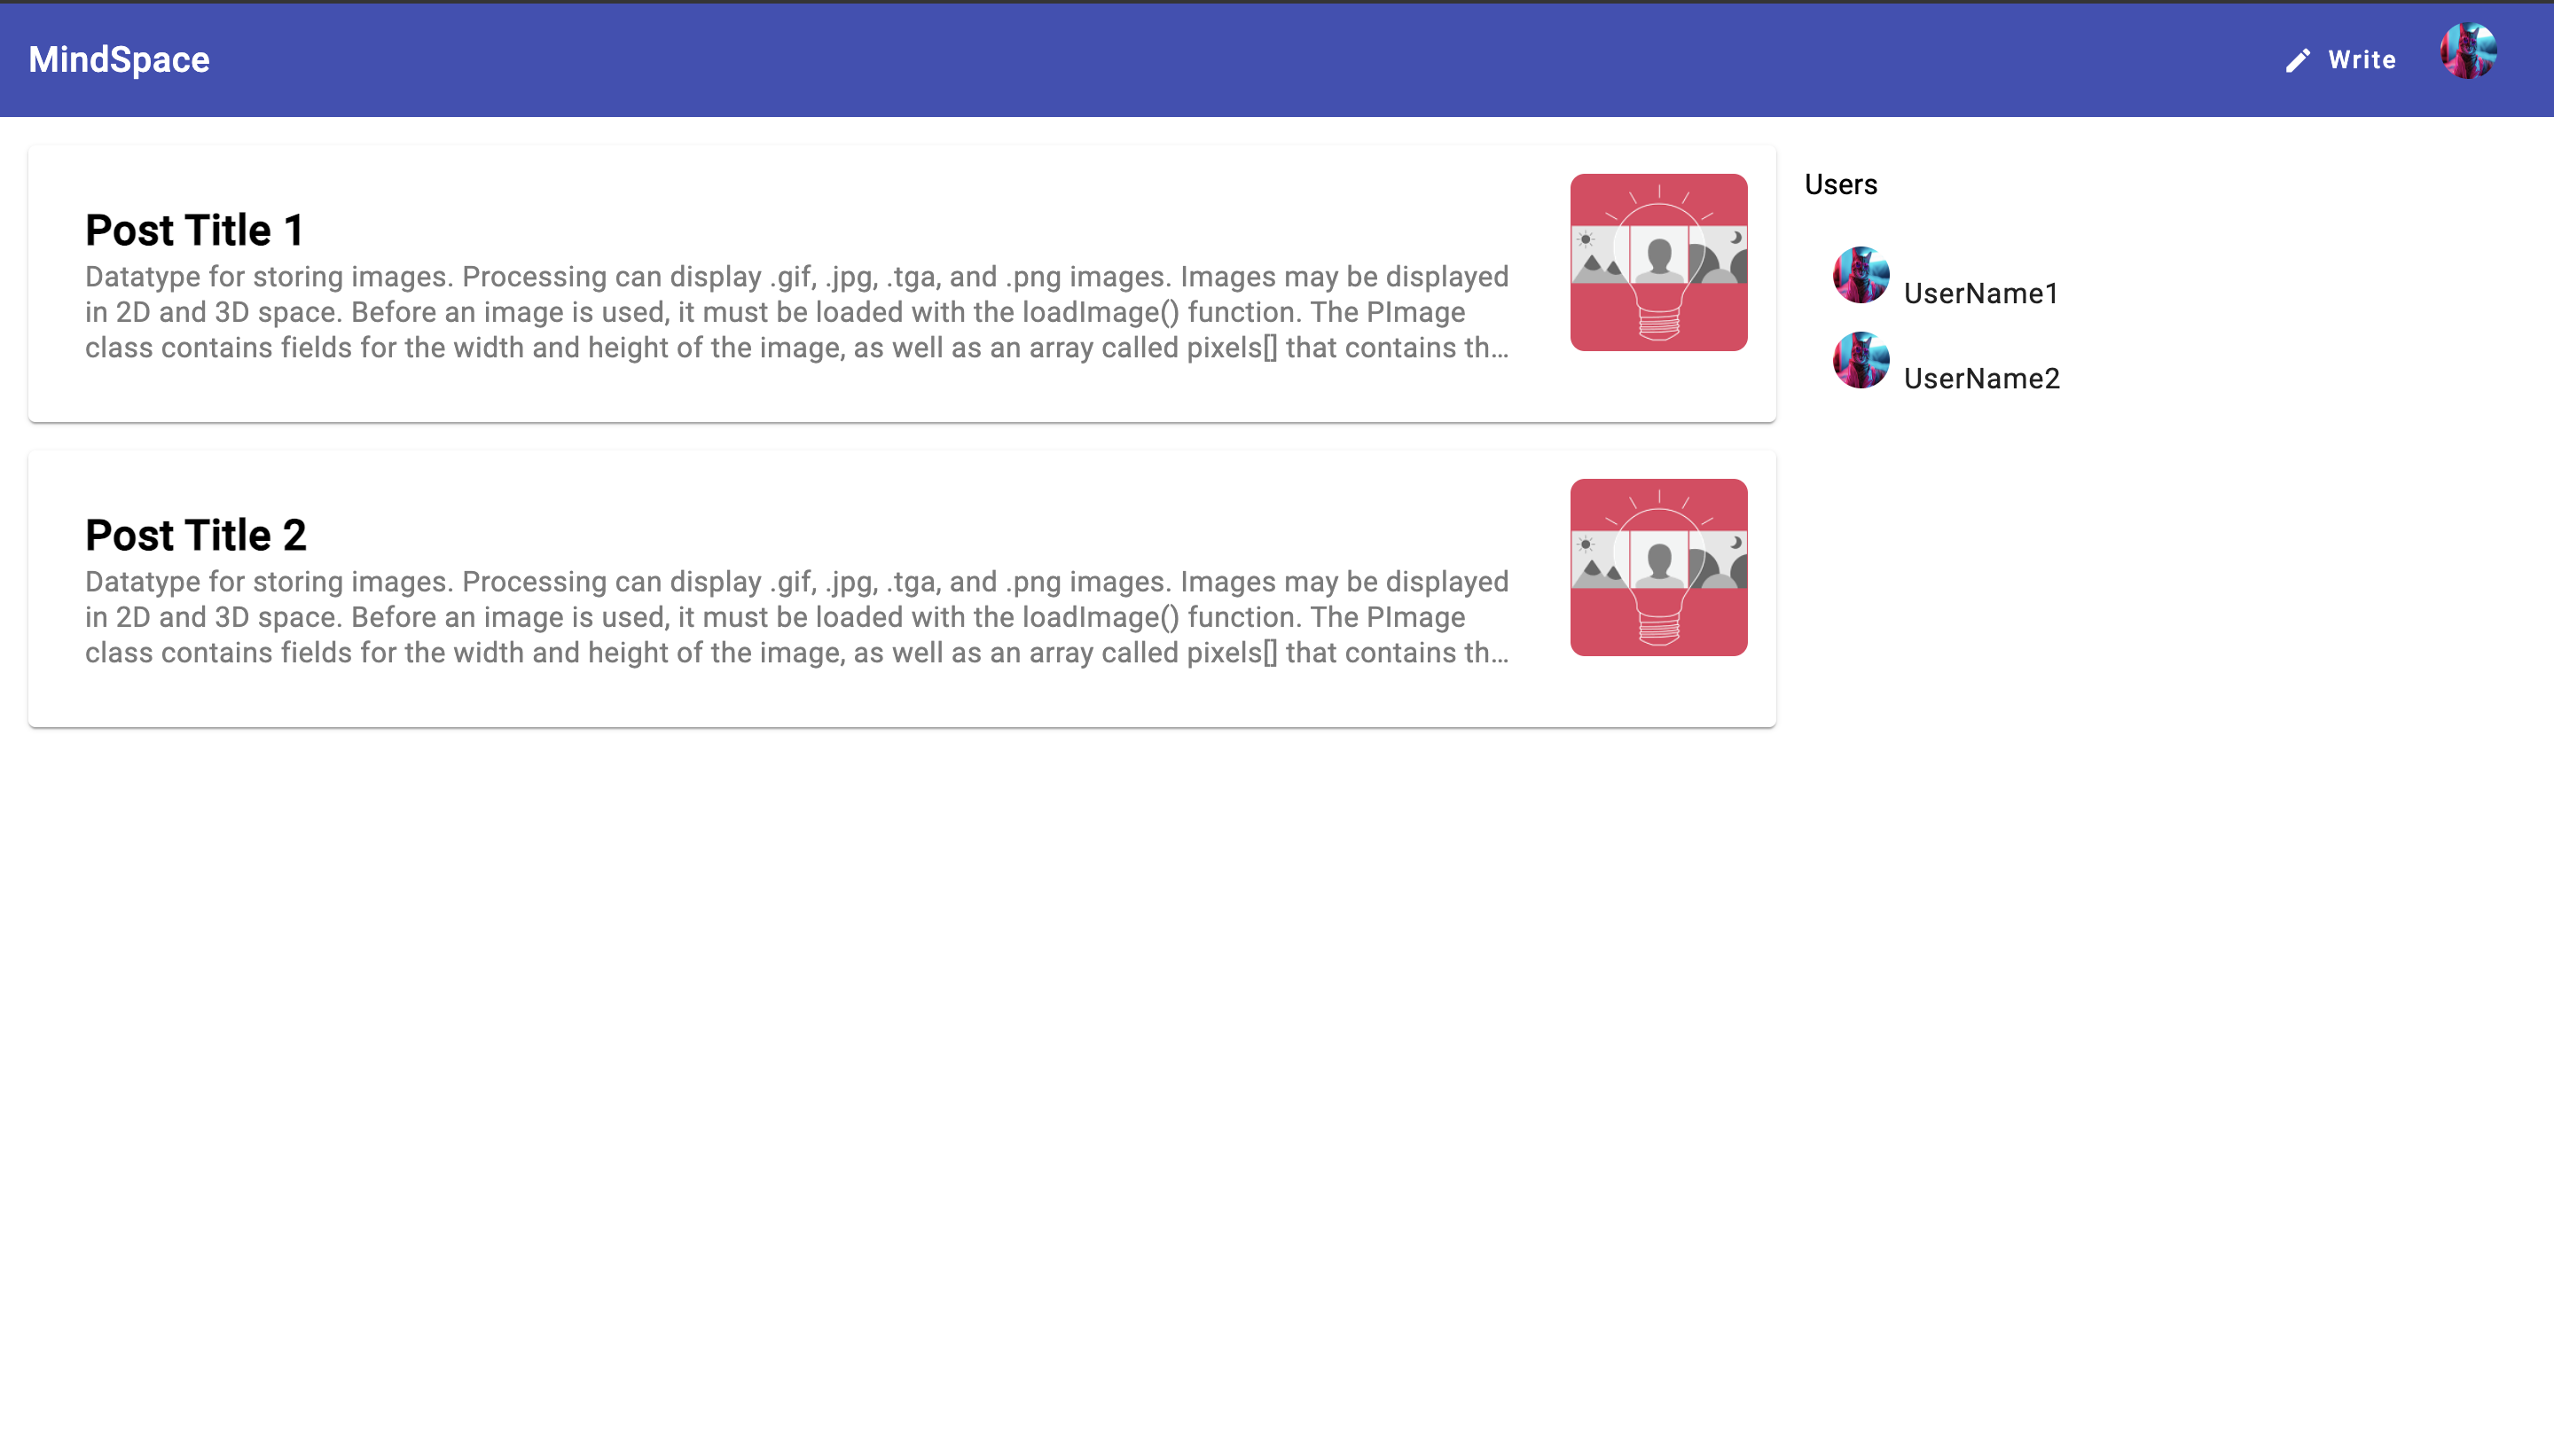 MindSpace
Write
Post Title 1
Datatype for storing images. Processing can display .gif, .jpg, .tga, and .png images. Images may be displayed
in 2D and 3D space. Before an image is used, it must be loaded with the loadImage() function. The PImage
class contains fields for the width and height of the image, as well as an array called pixels[] that contains th...
Post Title 2
Datatype for storing images. Processing can display .gif, .jpg, .tga, and .png images. Images may be displayed
in 2D and 3D space. Before an image is used, it must be loaded with the loadImage() function. The PImage
class contains fields for the width and height of the image, as well as an array called pixels[] that contains th...
Users
UserName1
UserName2